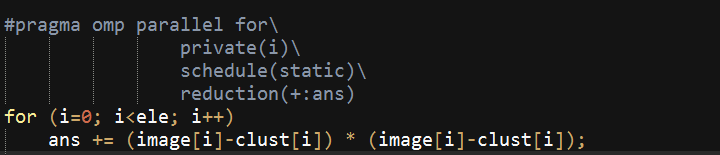 #pragma omp parallel for\
private(i)\
schedule(static)\
reduction(+:ans)
for (i=0; i<ele; i++)
ans += (image[i]-clust[i]) * (image[i]-clust[i]);